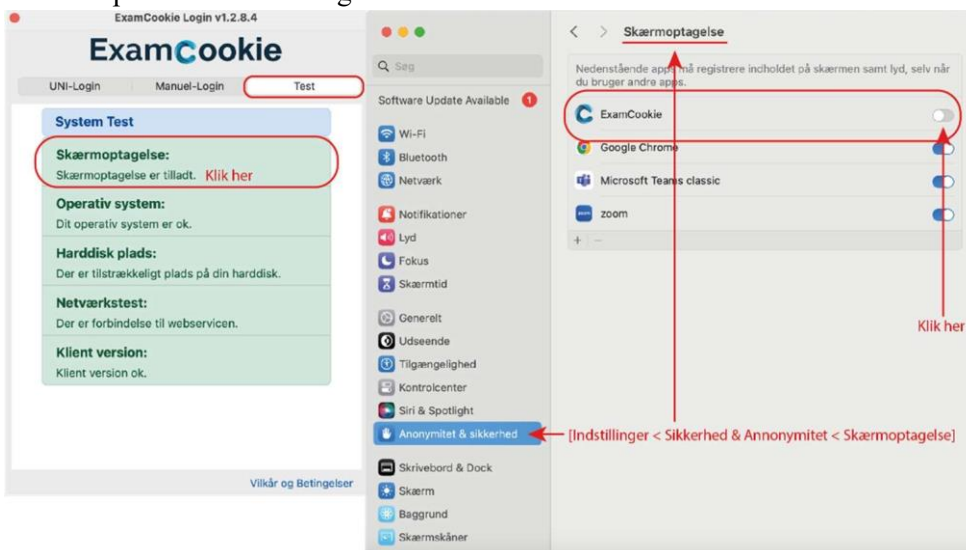 ExamCookie Login v1.2.8.4
ExamCookie
UNI-Login
Manuel-Login
Test
System Test
Skærmoptagelse:
Skærmoptagelse er tilladt. Klik her
Operativ system:
Dit operativ system er ok.
Harddisk plads:
Der er tilstrækkeligt plads på din harddisk.
Netværkstest:
Der er forbindelse til webservicen.
Klient version:
Klient version ok.
Vilkår og Betingelser
Søg
Software Update Available 1
Wi-Fi
Bluetooth
Netværk
Notifikationer
Lyd
Fokus
Skærmtid
Generelt
Udseende
Tilgængelighed
Kontrolcenter
Siri & Spotlight
Anonymitet & sikkerhed
Skrivebord & Dock
Skærm
Baggrund
Skærmskåner
Skærmoptagelse
Nedenstående apps må registrere indholdet på skærmen samt lyd, selv når
du bruger andre apps.
ExamCookie
Google Chrome
Microsoft Teams classic
zoom
Klik her
[Indstillinger < Sikkerhed & Annonymitet < Skærmoptagelse]